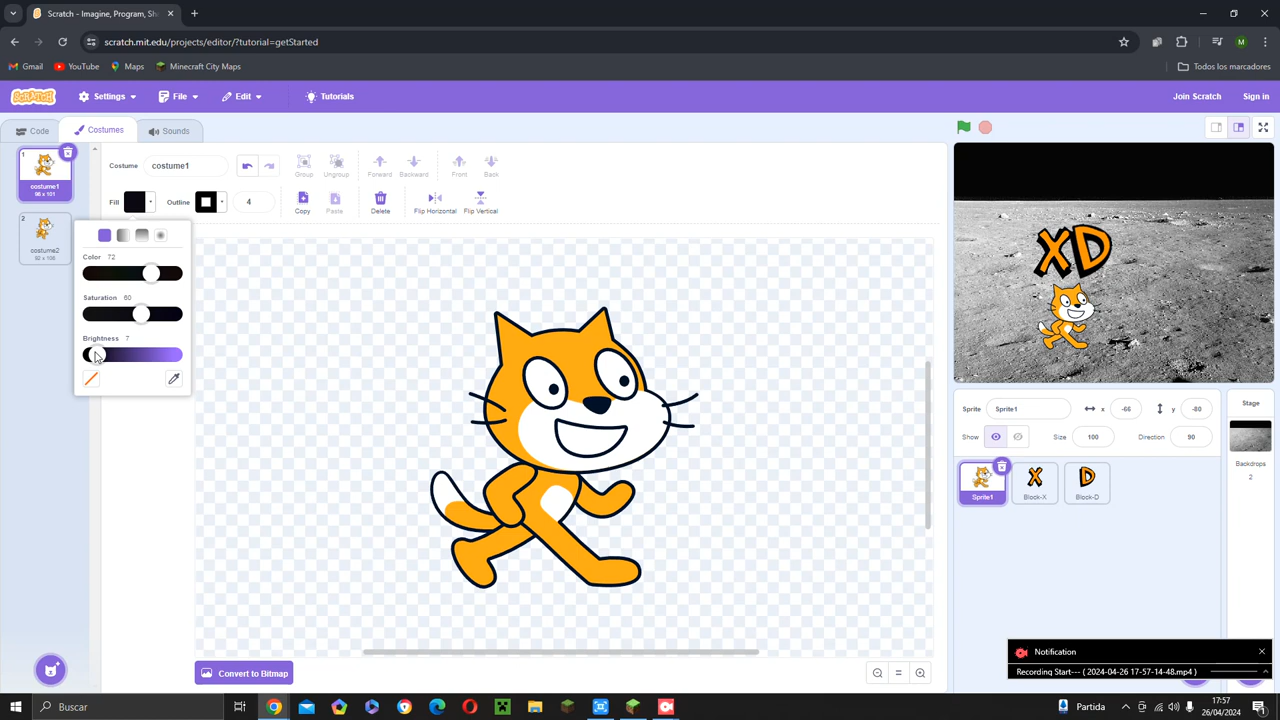 Scratch - Imagine, Program, Sh
scratch.mit.edu/projects/editor/?tutorial=getStarted
Gmail YouTube Maps Minecraft City Maps Todos los marcadores
SCRATCH Settings File Edit Tutorials Join Scratch Sign in
Code Costumes Sounds
1
costume1
96 x 101
2
costume2
92 x 106
Costume costume1 Group Ungroup Forward Backward Front Back
Fill Outline 4 Copy Paste Delete Flip Horizontal Flip Vertical
Color 72
Saturation 60
Brightness 7
Convert to Bitmap
XD
Sprite Sprite1 x -66 y -80
Show Size 100 Direction 90
Sprite1 Block-X Block-D
Stage
Backdrops
2
Notification
Recording Start--- ( 2024-04-26 17-57-14-48.mp4 )
Buscar
Partida
17:57
26/04/2024